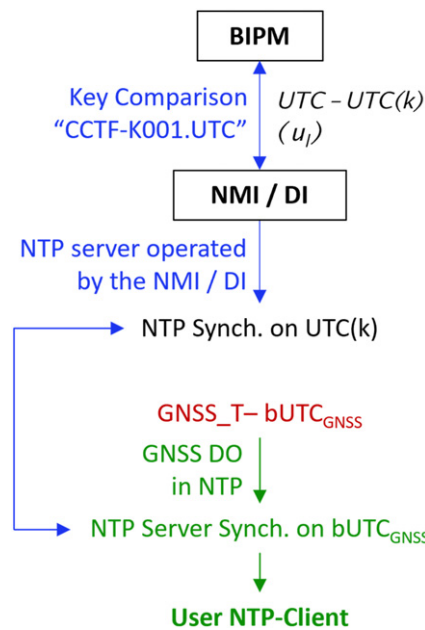 BIPM
Key Comparison
“CCTF-K001.UTC”
UTC – UTC(k)
(u_l)
NMI / DI
NTP server operated
by the NMI / DI
NTP Synch. on UTC(k)
GNSS_T– bUTC_GNSS
GNSS DO
in NTP
NTP Server Synch. on bUTC_GNSS
User NTP-Client